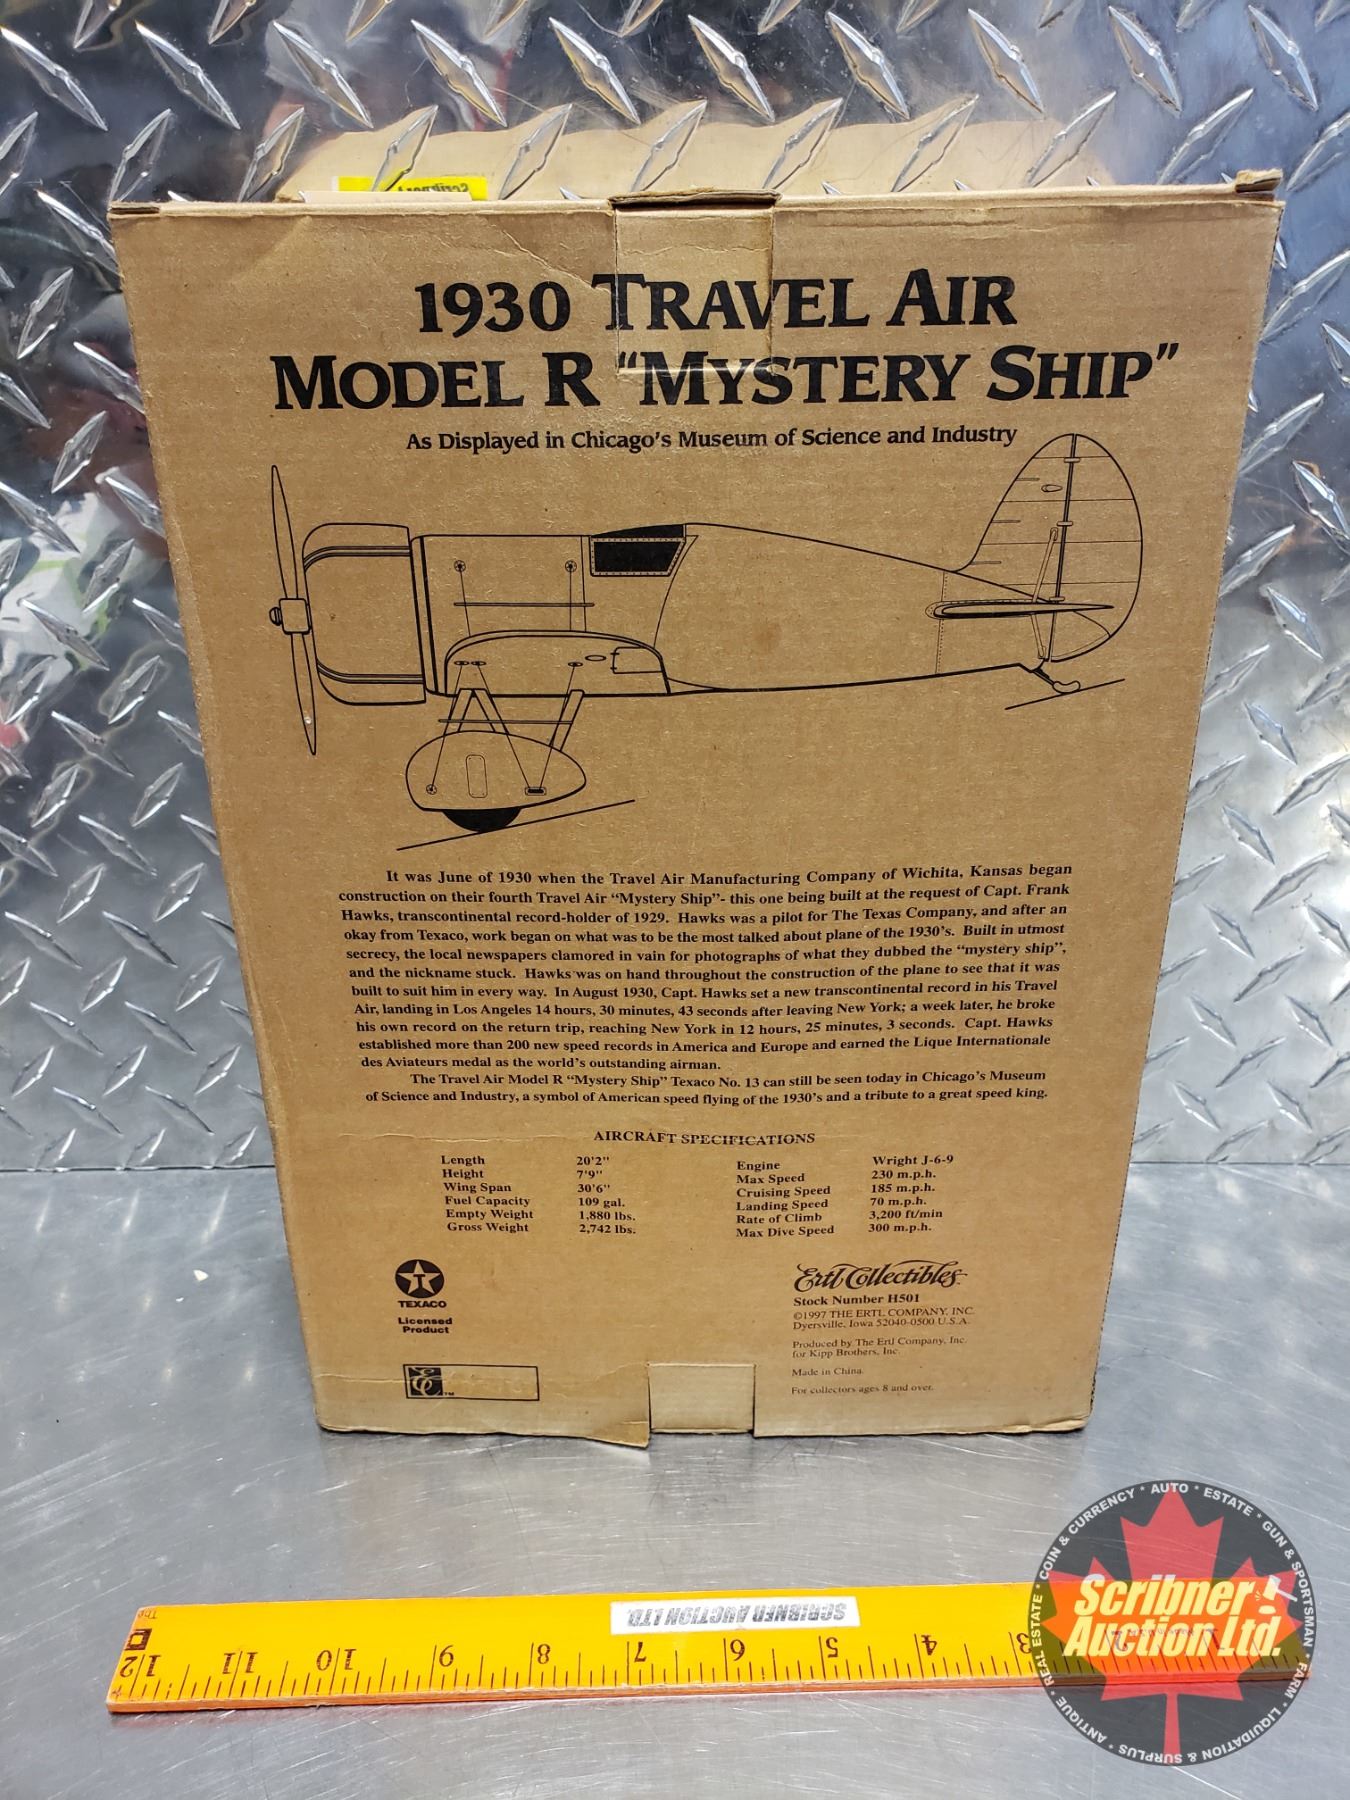 1930 TRAVEL AIR
MODEL R "MYSTERY SHIP"
As Displayed in Chicago's Museum of Science and Industry
It was June of 1930 when the Travel Air Manufacturing Company of Wichita, Kansas began
construction on their fourth Travel Air "Mystery Ship"- this one being built at the request of Capt. Frank
Hawks, transcontinental record-holder of 1929. Hawks was a pilot for The Texas Company, and after an
okay from Texaco, work began on what was to be the most talked about plane of the 1930's. Built in utmost
secrecy, the local newspapers clamored in vain for photographs of what they dubbed the "mystery ship",
and the nickname stuck. Hawks was on hand throughout the construction of the plane to see that it was
built to suit him in every way. In August 1930, Capt. Hawks set a new transcontinental record in his Travel
Air, landing in Los Angeles 14 hours, 30 minutes, 43 seconds after leaving New York; a week later, he broke
his own record on the return trip, reaching New York in 12 hours, 25 minutes, 3 seconds. Capt. Hawks
established more than 200 new speed records in America and Europe and earned the Lique Internationale
des Aviateurs medal as the world's outstanding airman.
The Travel Air Model R "Mystery Ship" Texaco No. 13 can still be seen today in Chicago's Museum
of Science and Industry, a symbol of American speed flying of the 1930's and a tribute to a great speed king.
AIRCRAFT SPECIFICATIONS
Length 20'2"
Height 7'9"
Wing Span 30'6"
Fuel Capacity 109 gal.
Empty Weight 1,880 lbs.
Gross Weight 2,742 lbs.
Engine Wright J-6-9
Max Speed 230 m.p.h.
Cruising Speed 185 m.p.h.
Landing Speed 70 m.p.h.
Rate of Climb 3,200 ft/min
Max Dive Speed 300 m.p.h.
T
TEXACO
Licensed
Product
EC™
Ertl Collectibles
Stock Number H501
©1997 THE ERTL COMPANY, INC.
Dyersville, Iowa 52040-0500 U.S.A.
Produced by The Ertl Company, Inc.
for Kipp Brothers, Inc.
Made in China.
For collectors ages 8 and over.
SCRIBNER AUCTION LTD.
12 11 10 9 8 7 6 5 4 3 2 1
Scribner
Auction Ltd.
ANTIQUE * REAL ESTATE * COIN & CURRENCY * AUTO * ESTATE * GUN & SPORTSMAN * FARM * LIQUIDATION & SURPLUS *